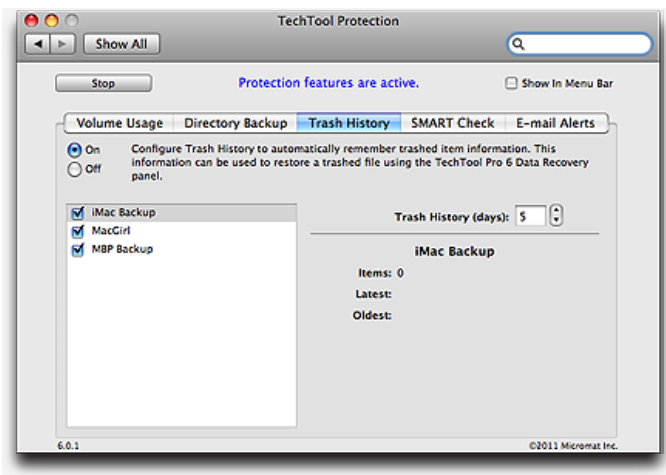 TechTool Protection
Show All
Stop
Protection features are active.
Show In Menu Bar
Volume Usage Directory Backup Trash History SMART Check E-mail Alerts
On
Off
Configure Trash History to automatically remember trashed item information. This
information can be used to restore a trashed file using the TechTool Pro 6 Data Recovery
panel.
iMac Backup
MacGirl
MBP Backup
Trash History (days): 5
iMac Backup
Items: 0
Latest:
Oldest:
6.0.1
©2011 Micromat Inc.